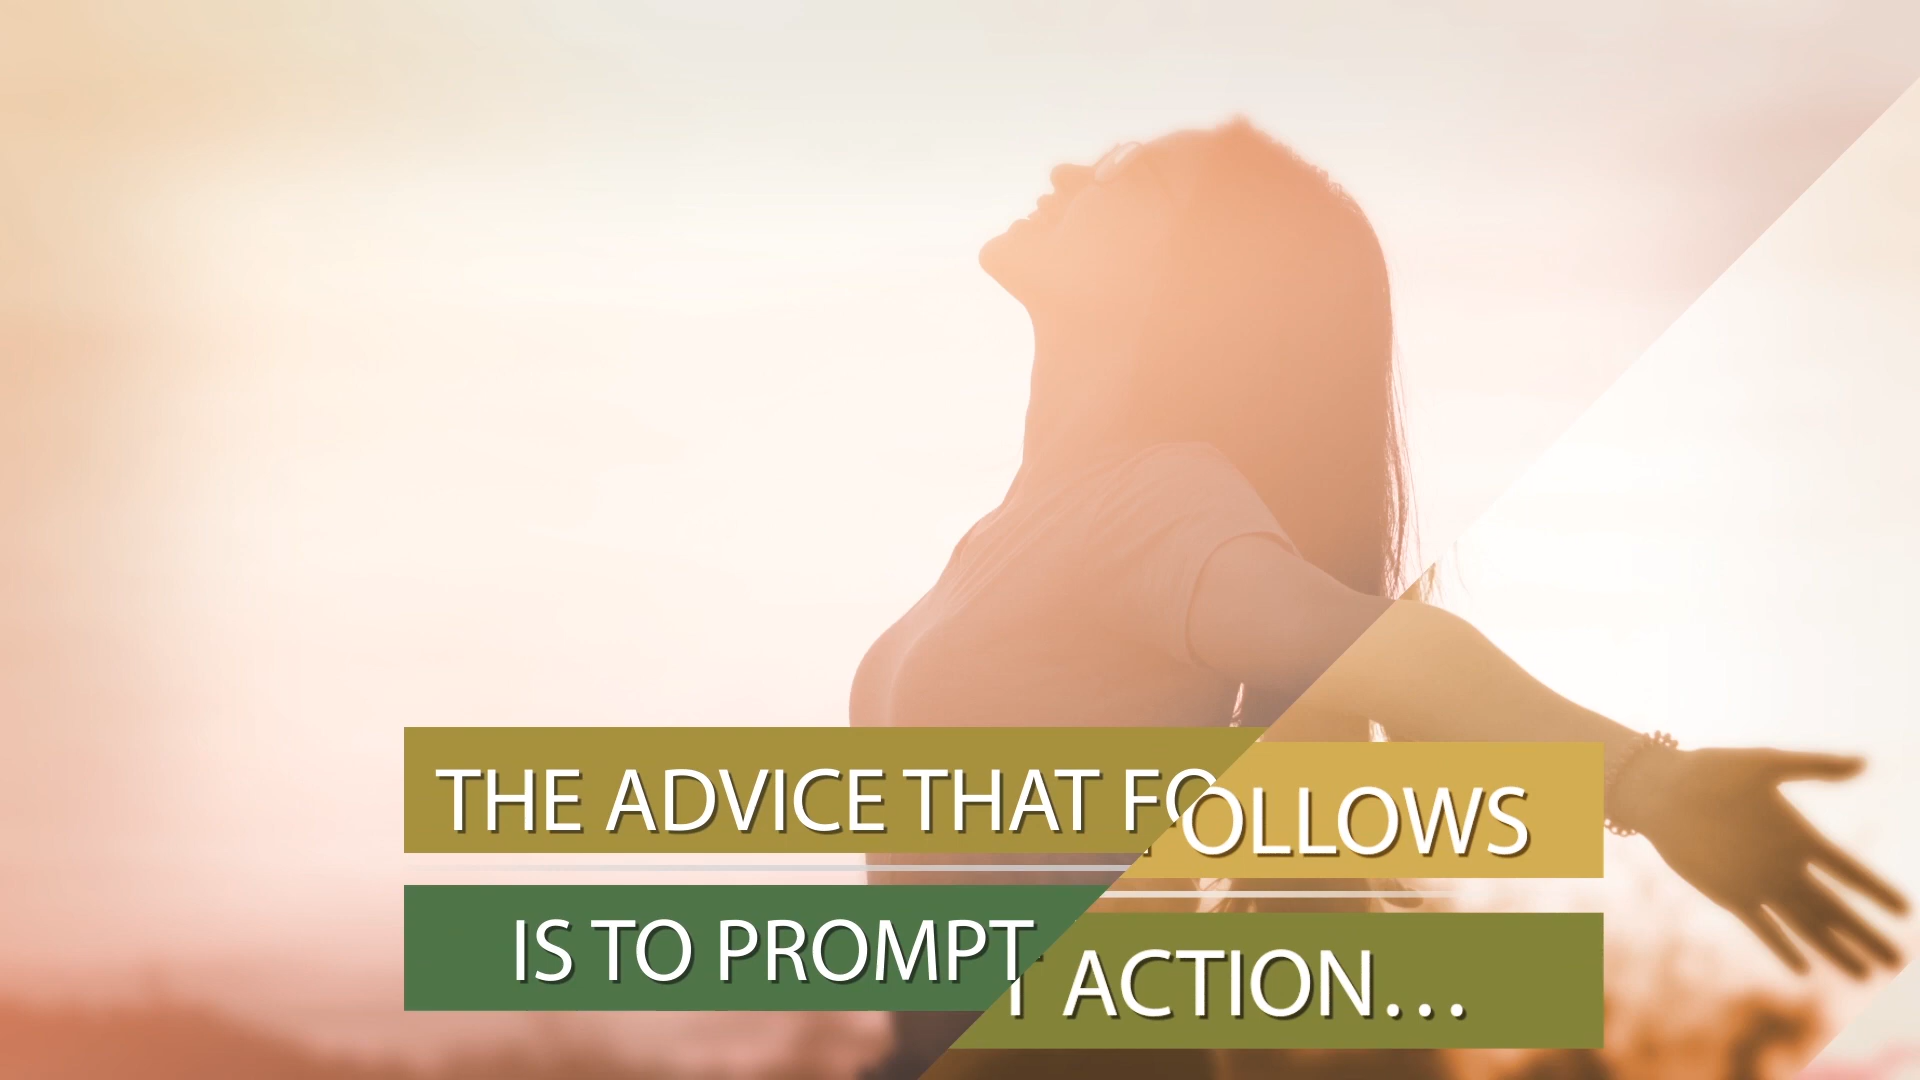 THE ADVICE THAT FOLLOWS
IS TO PROMPT ACTION...